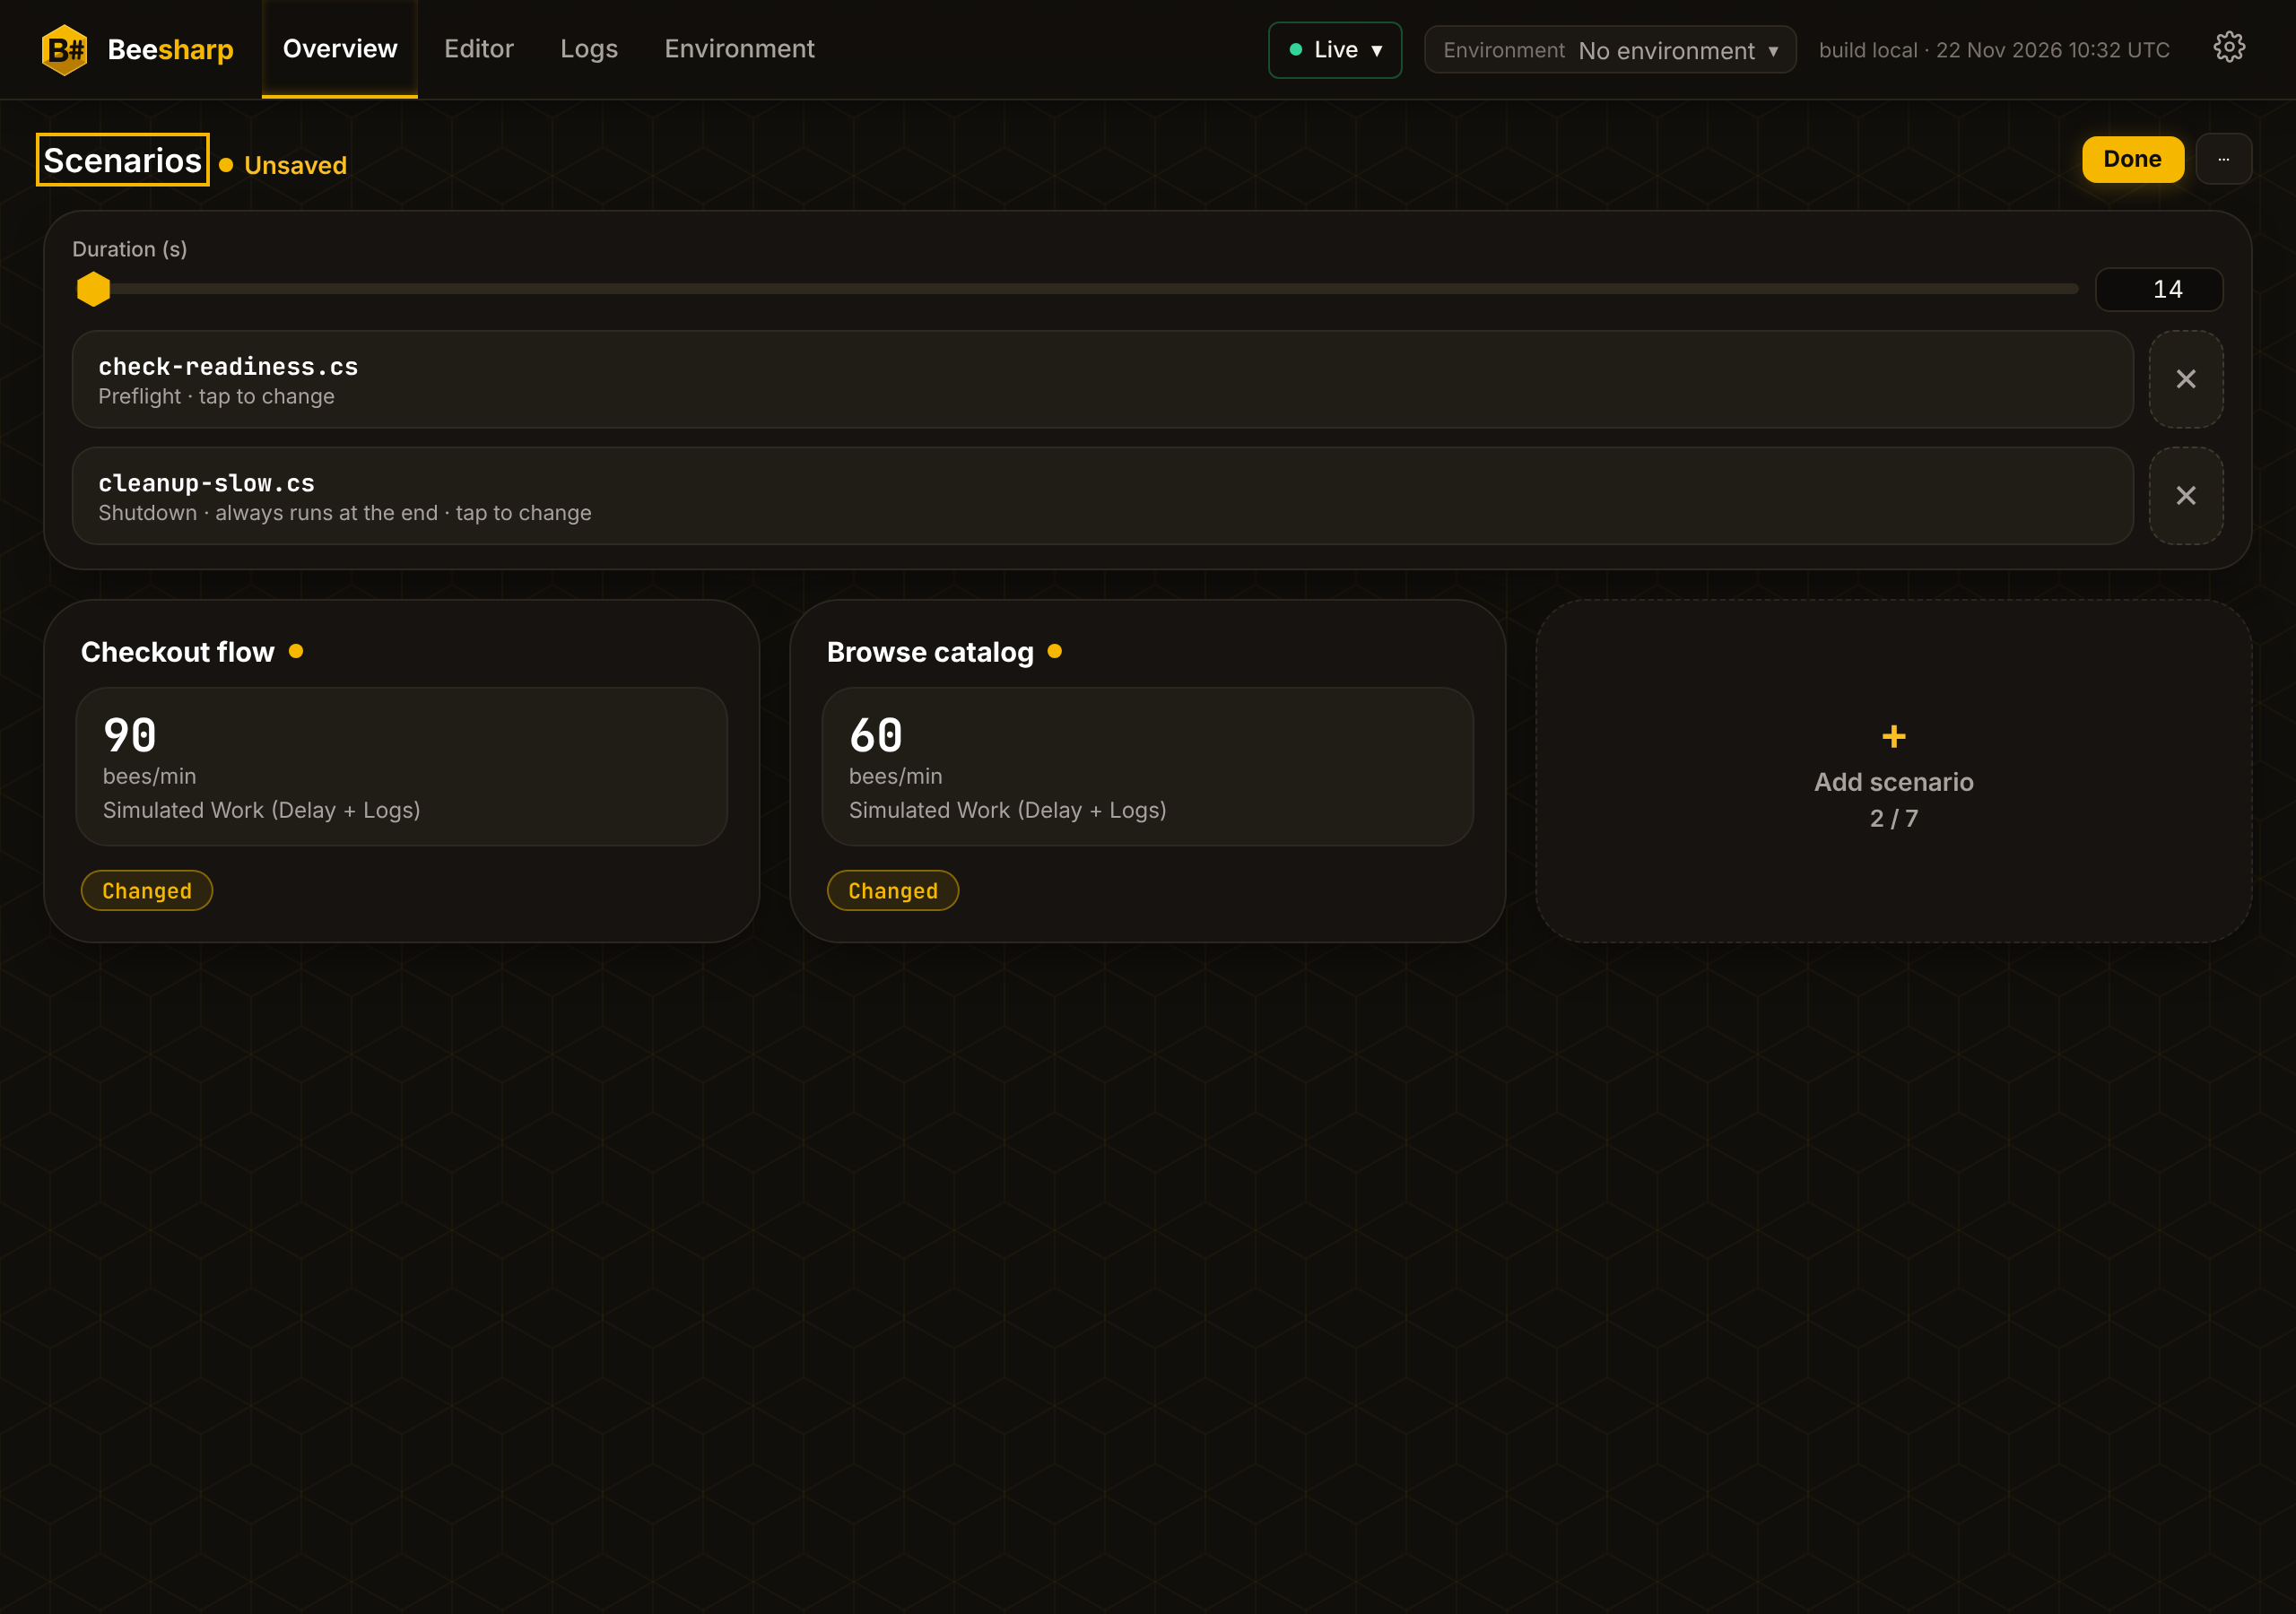 B# Beesharp Overview Editor Logs Environment Live ▾ Environment No environment ▾ build local · 22 Nov 2026 10:32 UTC
Scenarios Unsaved Done ...
Duration (s)
14
check-readiness.cs
Preflight · tap to change
✕
cleanup-slow.cs
Shutdown · always runs at the end · tap to change
✕
Checkout flow
90
bees/min
Simulated Work (Delay + Logs)
Changed
Browse catalog
60
bees/min
Simulated Work (Delay + Logs)
Changed
+
Add scenario
2 / 7